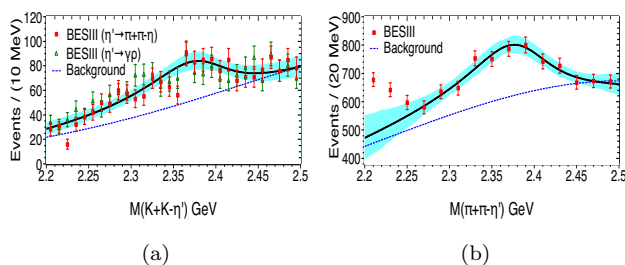 120
100
80
60
40
20
0
Events / (10 MeV)
BESIII (η'→π+π-η)
BESIII (η'→γρ)
Background
2.2 2.25 2.3 2.35 2.4 2.45 2.5
M(K+K-η') GeV
(a)
900
800
700
600
500
400
Events / (20 MeV)
BESIII
Background
2.2 2.25 2.3 2.35 2.4 2.45 2.5
M(π+π-η') GeV
(b)